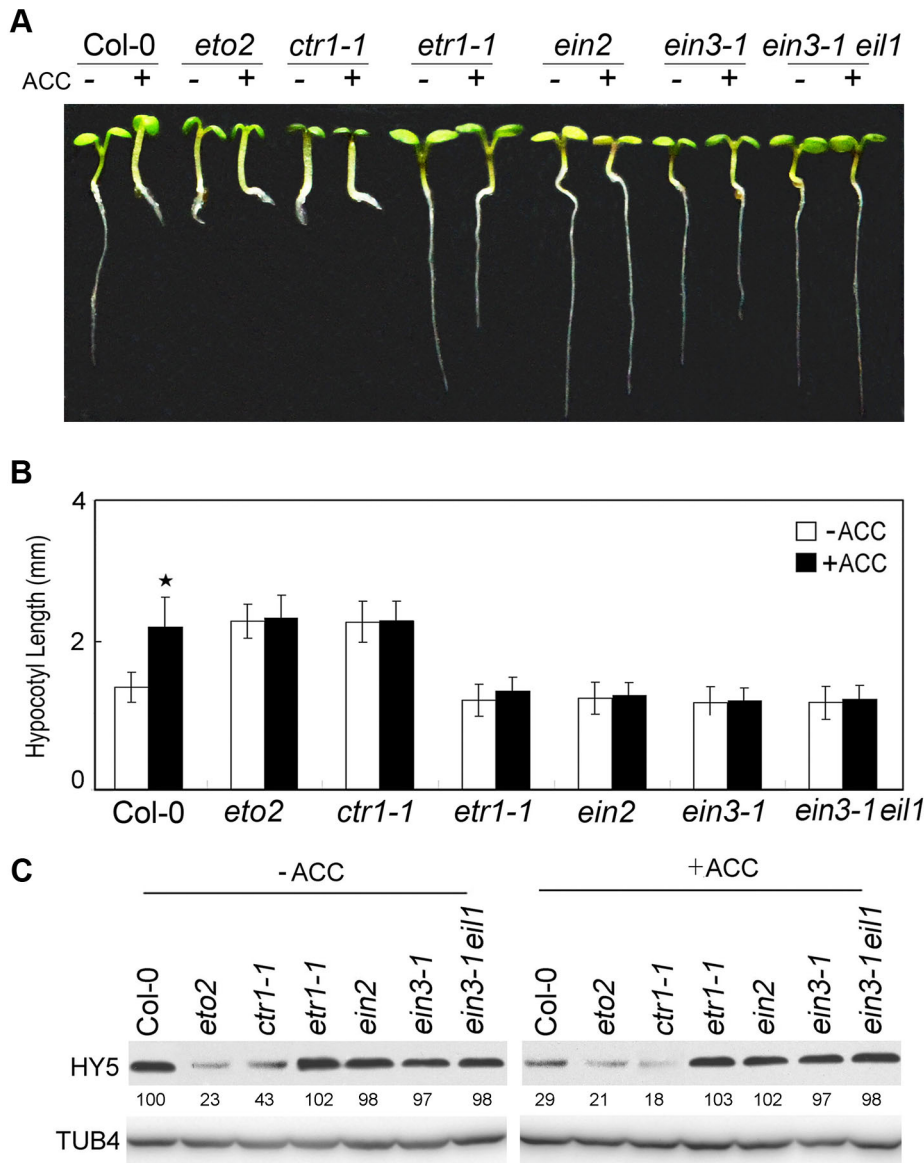 A
Col-0 eto2 ctr1-1 etr1-1 ein2 ein3-1 ein3-1 eil1
ACC - + - + - + - + - + - + - +
B
4
2
0
Hypocotyl Length (mm)
-ACC
+ACC
★
Col-0 eto2 ctr1-1 etr1-1 ein2 ein3-1 ein3-1 eil1
C
-ACC +ACC
Col-0 eto2 ctr1-1 etr1-1 ein2 ein3-1 ein3-1 eil1 Col-0 eto2 ctr1-1 etr1-1 ein2 ein3-1 ein3-1 eil1
HY5
100 23 43 102 98 97 98 29 21 18 103 102 97 98
TUB4